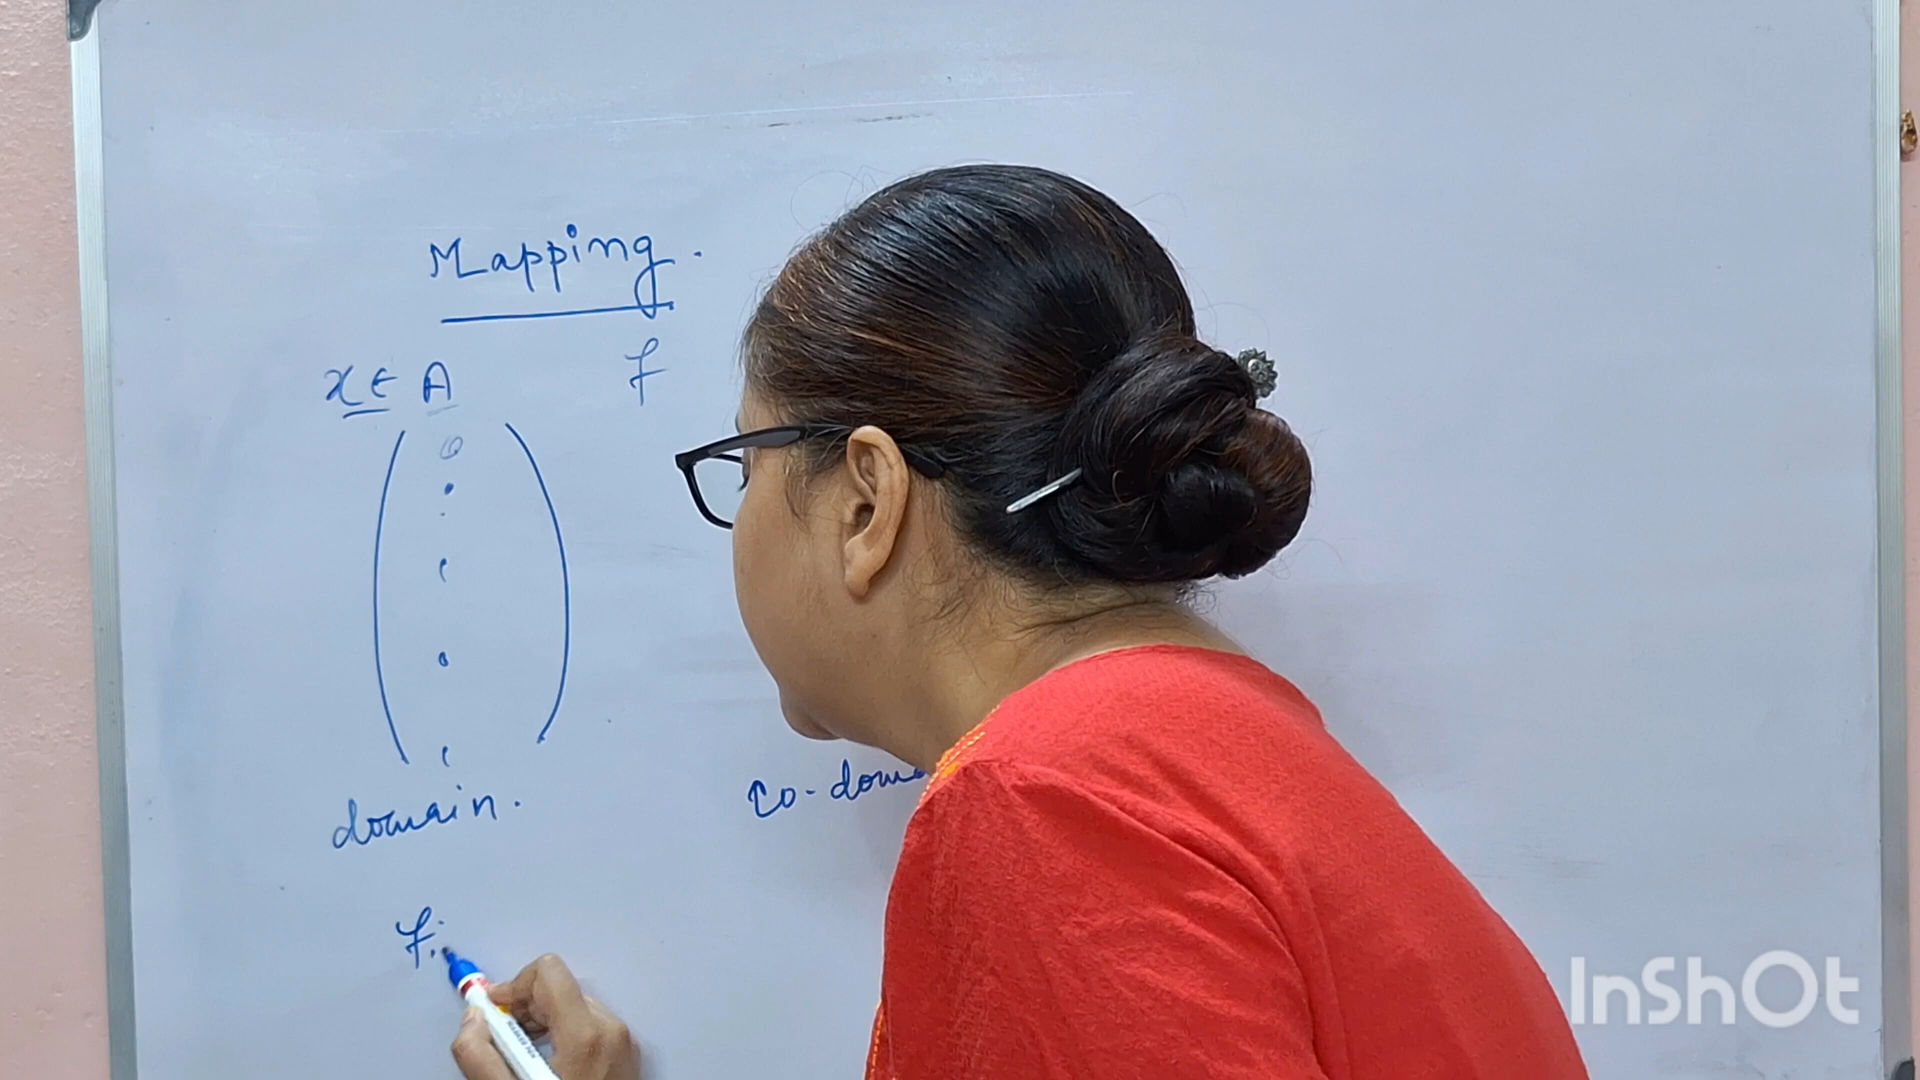 Mapping.
x ∈ A f
domain. co-dom
f:
InShOt